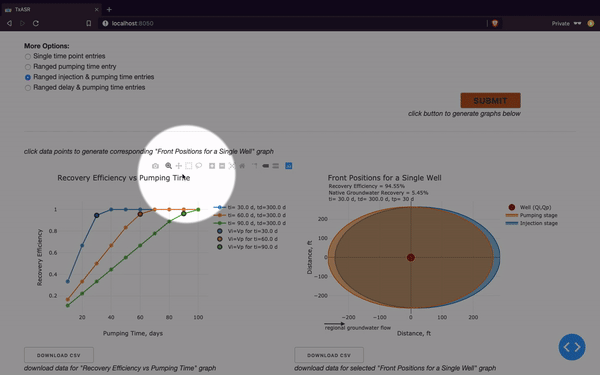 TxASR
localhost:8080
Private
More Options:
Single time point entries
Ranged pumping time entry
Ranged injection & pumping time entries
Ranged delay & pumping time entries
SUBMIT
click button to generate graphs below
click data points to generate corresponding "Front Positions for a Single Well" graph
Recovery Efficiency vs Pumping Time
Recovery Efficiency
1
0.8
0.6
0.4
0.2
20
40
60
80
100
Pumping Time, days
ti= 30.0 d, td=300.0 d
ti= 60.0 d, td=300.0 d
ti= 90.0 d, td=300.0 d
Vi=Vp for ti=30.0 d
Vi=Vp for ti=60.0 d
Vi=Vp for ti=90.0 d
Front Positions for a Single Well
Recovery Efficiency = 94.55%
Native Groundwater Recovery = 5.45%
ti= 30.0 d, td= 300.0 d, tp= 30 d
Distance, ft
200
100
0
−100
−200
−200
−100
0
100
200
regional groundwater flow
Distance, ft
Well (QI,Qp)
Pumping stage
Injection stage
DOWNLOAD CSV
download data for "Recovery Efficiency vs Pumping Time" graph
DOWNLOAD CSV
download data for selected "Front Positions for a Single Well" graph